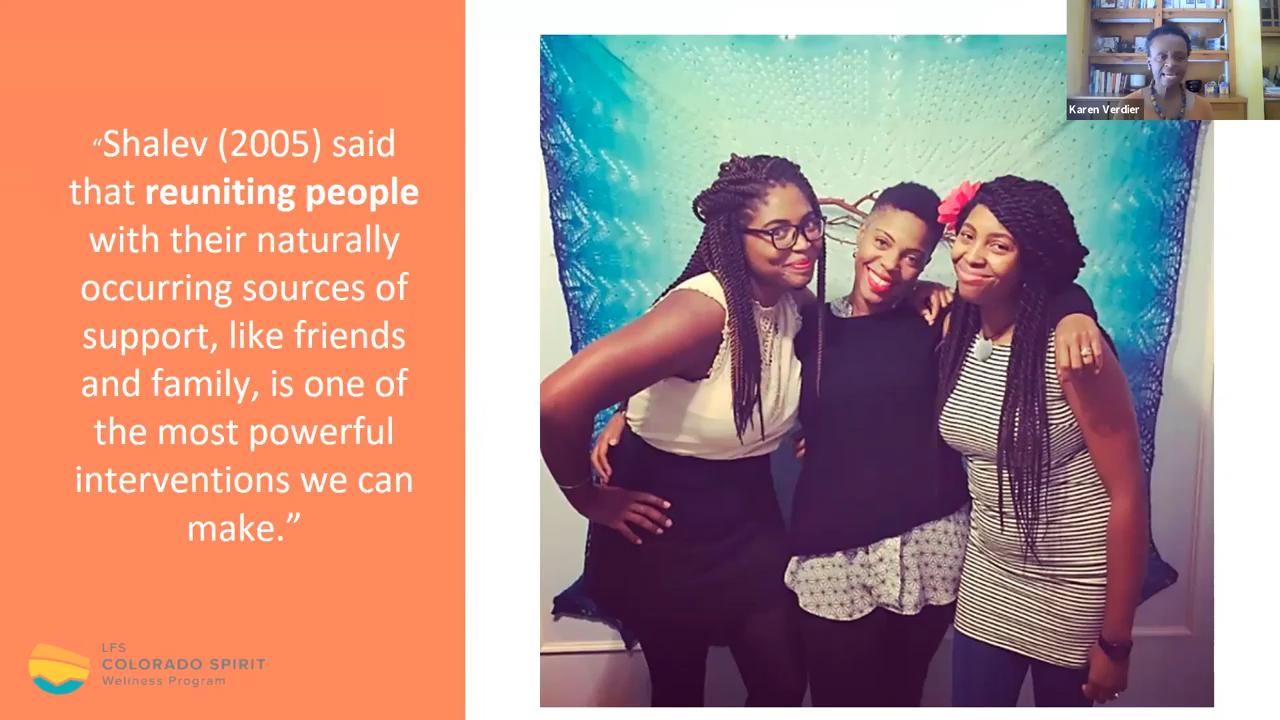 “Shalev (2005) said
that reuniting people
with their naturally
occurring sources of
support, like friends
and family, is one of
the most powerful
interventions we can
make.”
LFS
COLORADO SPIRIT
Wellness Program
Karen Verdier